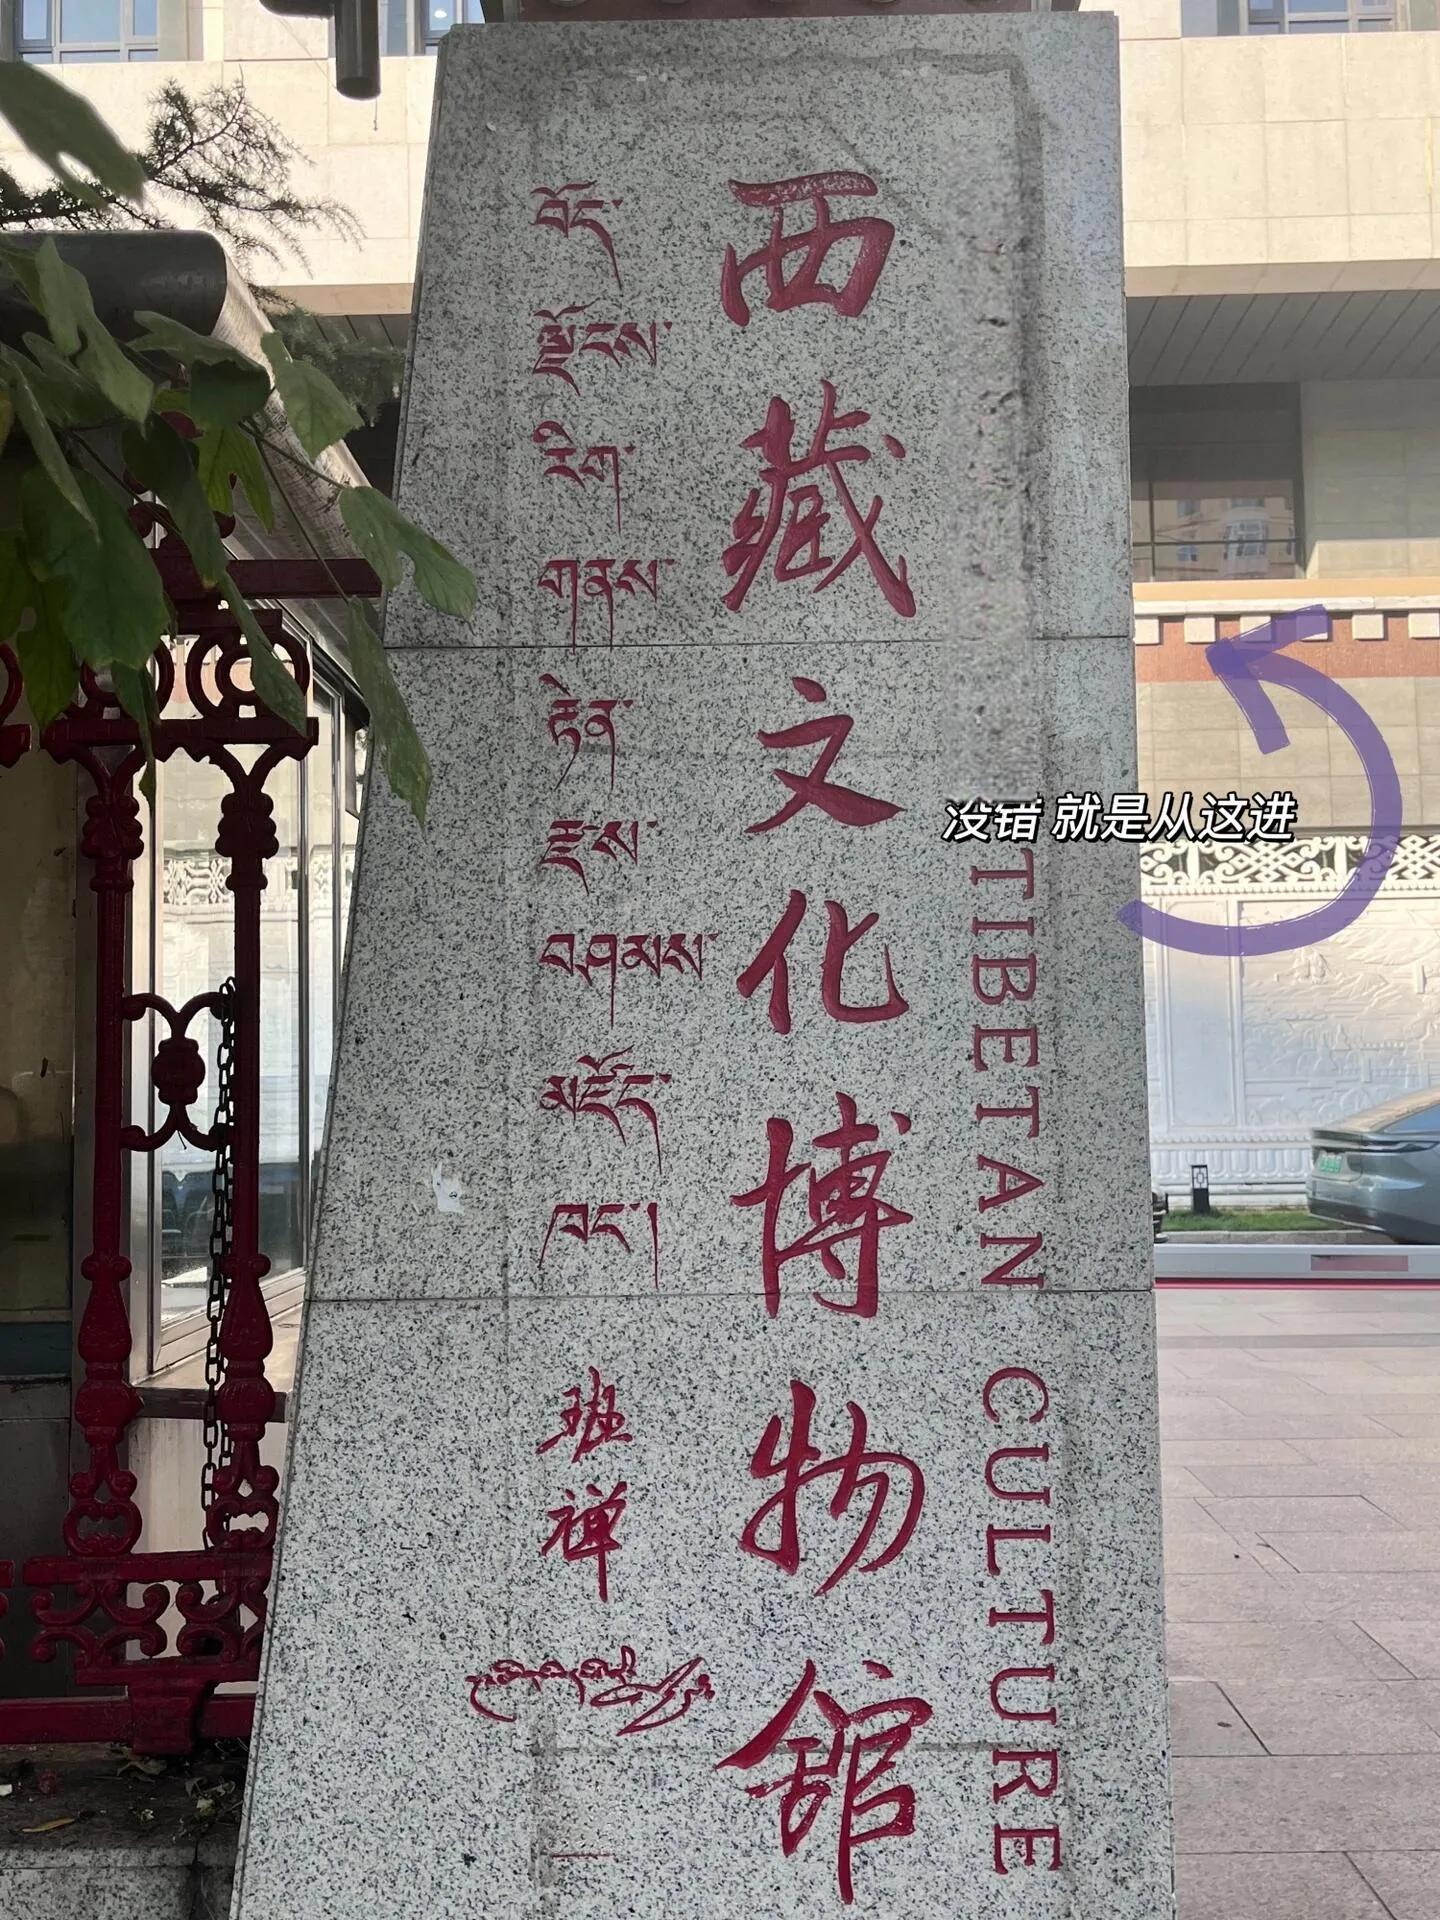 བོད་ལྗོངས་རིག་གནས་རྟེན་རྫས་བཤམས་མཛོད་ཁང་།
西藏文化博物馆
TIBETAN CULTURE
班禅
没错 就是从这进